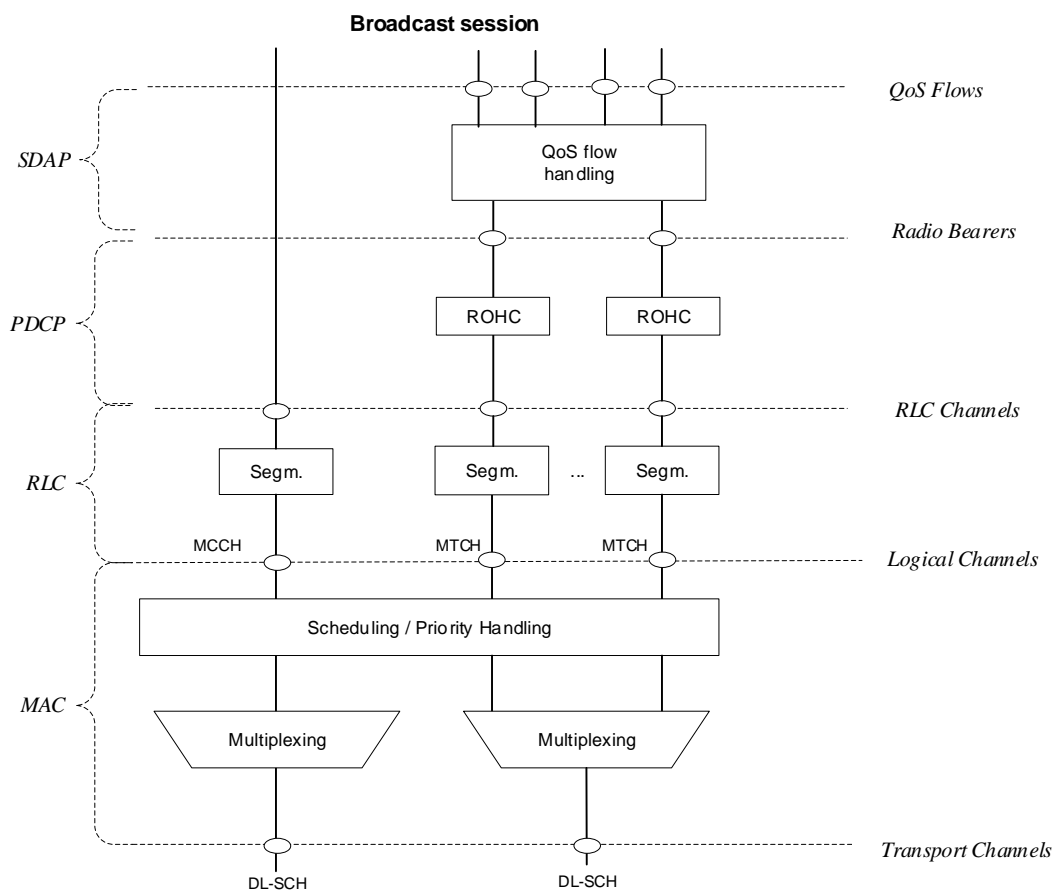 Broadcast session
QoS Flows
SDAP
QoS flow
handling
Radio Bearers
PDCP
ROHC
ROHC
RLC Channels
RLC
Segm.
Segm.
...
Segm.
MCCH
MTCH
MTCH
Logical Channels
Scheduling / Priority Handling
MAC
Multiplexing
Multiplexing
Transport Channels
DL-SCH
DL-SCH